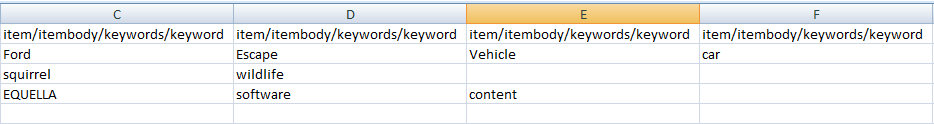 C D E F
item/itembody/keywords/keyword item/itembody/keywords/keyword item/itembody/keywords/keyword item/itembody/keywords/keyword
Ford Escape Vehicle car
squirrel wildlife
EQUELLA software content